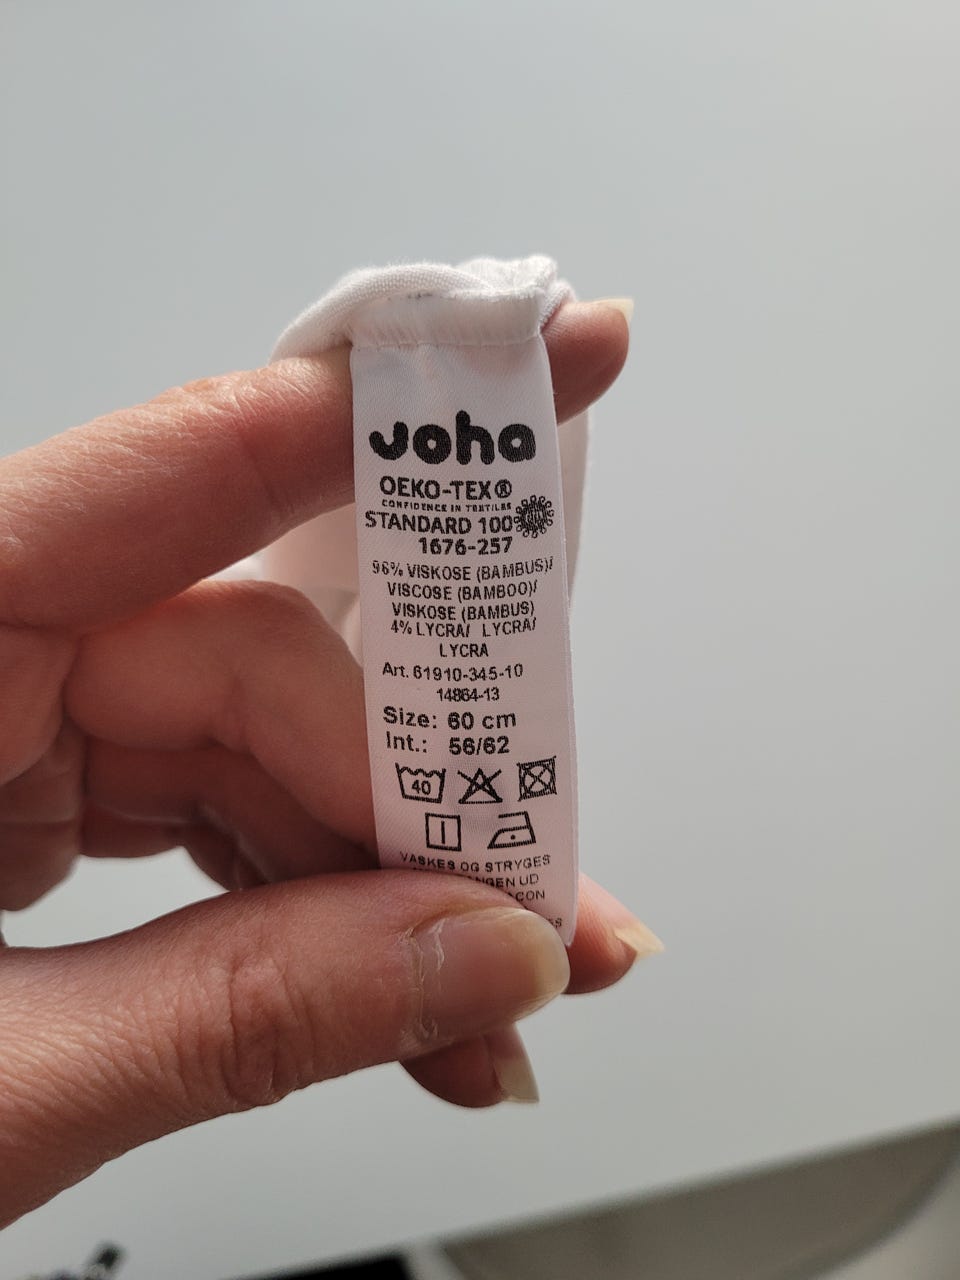 Joha
OEKO-TEX®
CONFIDENCE IN TEXTILES
STANDARD 100
1676-257
96% VISKOSE (BAMBUS)/
VISCOSE (BAMBOO)/
VISKOSE (BAMBUS)
4% LYCRA/ LYCRA/
LYCRA
Art. 61910-345-10
14864-13
Size: 60 cm
Int.: 56/62
40
VASKES OG STRYGES
UD